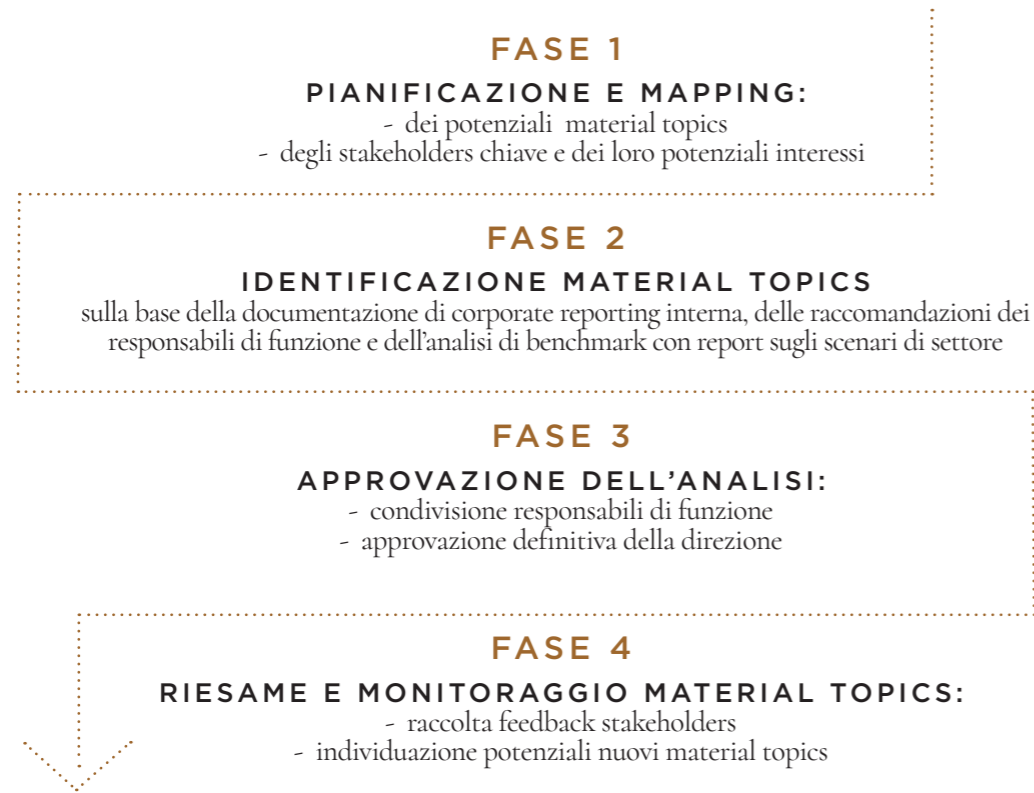 FASE 1
PIANIFICAZIONE E MAPPING:
- dei potenziali material topics
- degli stakeholders chiave e dei loro potenziali interessi
FASE 2
IDENTIFICAZIONE MATERIAL TOPICS
sulla base della documentazione di corporate reporting interna, delle raccomandazioni dei
responsabili di funzione e dell’analisi di benchmark con report sugli scenari di settore
FASE 3
APPROVAZIONE DELL’ANALISI:
- condivisione responsabili di funzione
- approvazione definitiva della direzione
FASE 4
RIESAME E MONITORAGGIO MATERIAL TOPICS:
- raccolta feedback stakeholders
- individuazione potenziali nuovi material topics